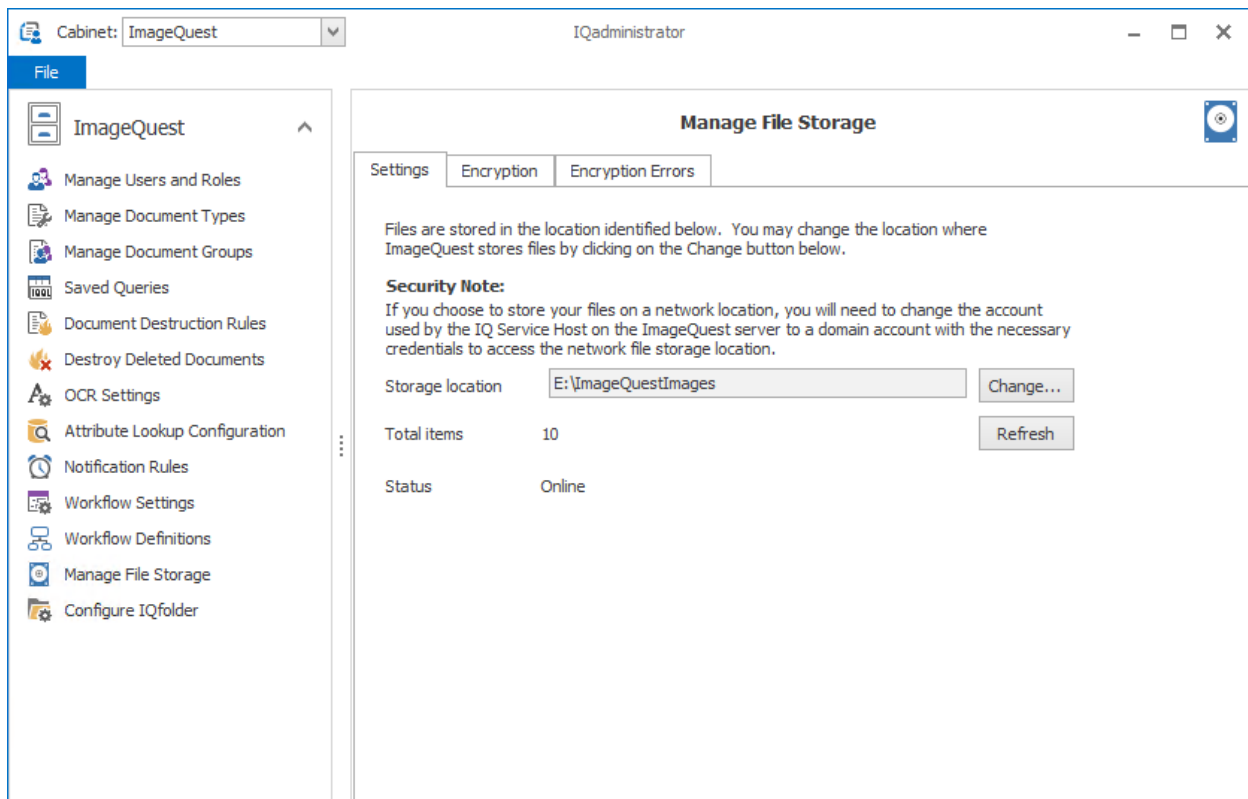 Cabinet: ImageQuest
IQadministrator
File
ImageQuest
Manage Users and Roles
Manage Document Types
Manage Document Groups
IQQL Saved Queries
Document Destruction Rules
Destroy Deleted Documents
OCR Settings
Attribute Lookup Configuration
Notification Rules
Workflow Settings
Workflow Definitions
Manage File Storage
Configure IQfolder
Manage File Storage
Settings Encryption Encryption Errors
Files are stored in the location identified below. You may change the location where
ImageQuest stores files by clicking on the Change button below.
Security Note:
If you choose to store your files on a network location, you will need to change the account
used by the IQ Service Host on the ImageQuest server to a domain account with the necessary
credentials to access the network file storage location.
Storage location E:\ImageQuestImages Change...
Total items 10 Refresh
Status Online